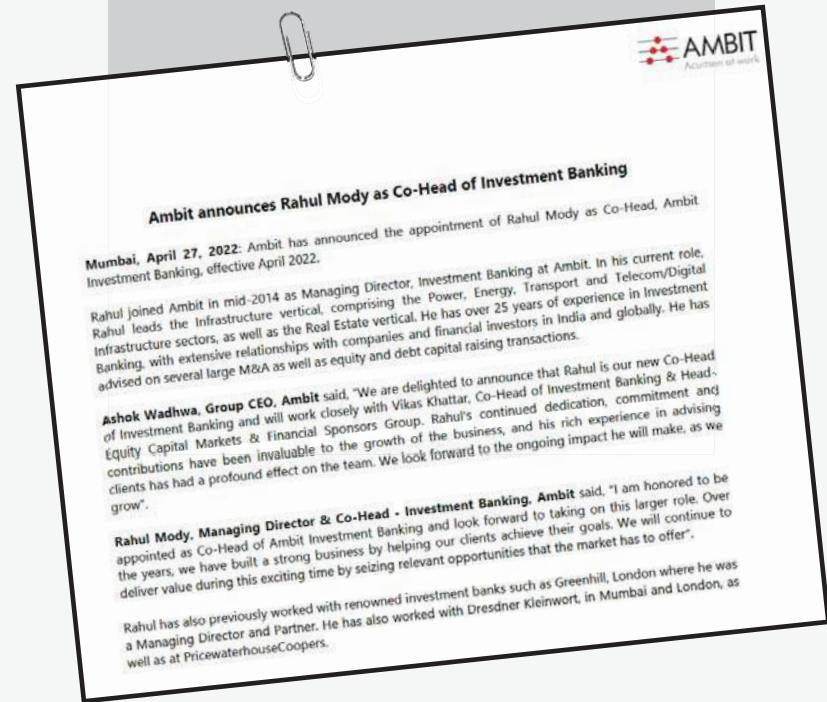 AMBIT
Acumen at work
Ambit announces Rahul Mody as Co-Head of Investment Banking
Mumbai, April 27, 2022: Ambit has announced the appointment of Rahul Mody as Co-Head, Ambit
Investment Banking, effective April 2022.
Rahul joined Ambit in mid-2014 as Managing Director, Investment Banking at Ambit. In his current role,
Rahul leads the Infrastructure vertical, comprising the Power, Energy, Transport and Telecom/Digital
Infrastructure sectors, as well as the Real Estate vertical. He has over 25 years of experience in Investment
Banking, with extensive relationships with companies and financial investors in India and globally. He has
advised on several large M&A as well as equity and debt capital raising transactions.
Ashok Wadhwa, Group CEO, Ambit said, "We are delighted to announce that Rahul is our new Co-Head
of Investment Banking and will work closely with Vikas Khattar, Co-Head of Investment Banking & Head-
Equity Capital Markets & Financial Sponsors Group. Rahul's continued dedication, commitment and
contributions have been invaluable to the growth of the business, and his rich experience in advising
clients has had a profound effect on the team. We look forward to the ongoing impact he will make, as we
grow".
Rahul Mody, Managing Director & Co-Head - Investment Banking, Ambit said, "I am honored to be
appointed as Co-Head of Ambit Investment Banking and look forward to taking on this larger role. Over
the years, we have built a strong business by helping our clients achieve their goals. We will continue to
deliver value during this exciting time by seizing relevant opportunities that the market has to offer".
Rahul has also previously worked with renowned investment banks such as Greenhill, London where he was
a Managing Director and Partner. He has also worked with Dresdner Kleinwort, in Mumbai and London, as
well as at PricewaterhouseCoopers.